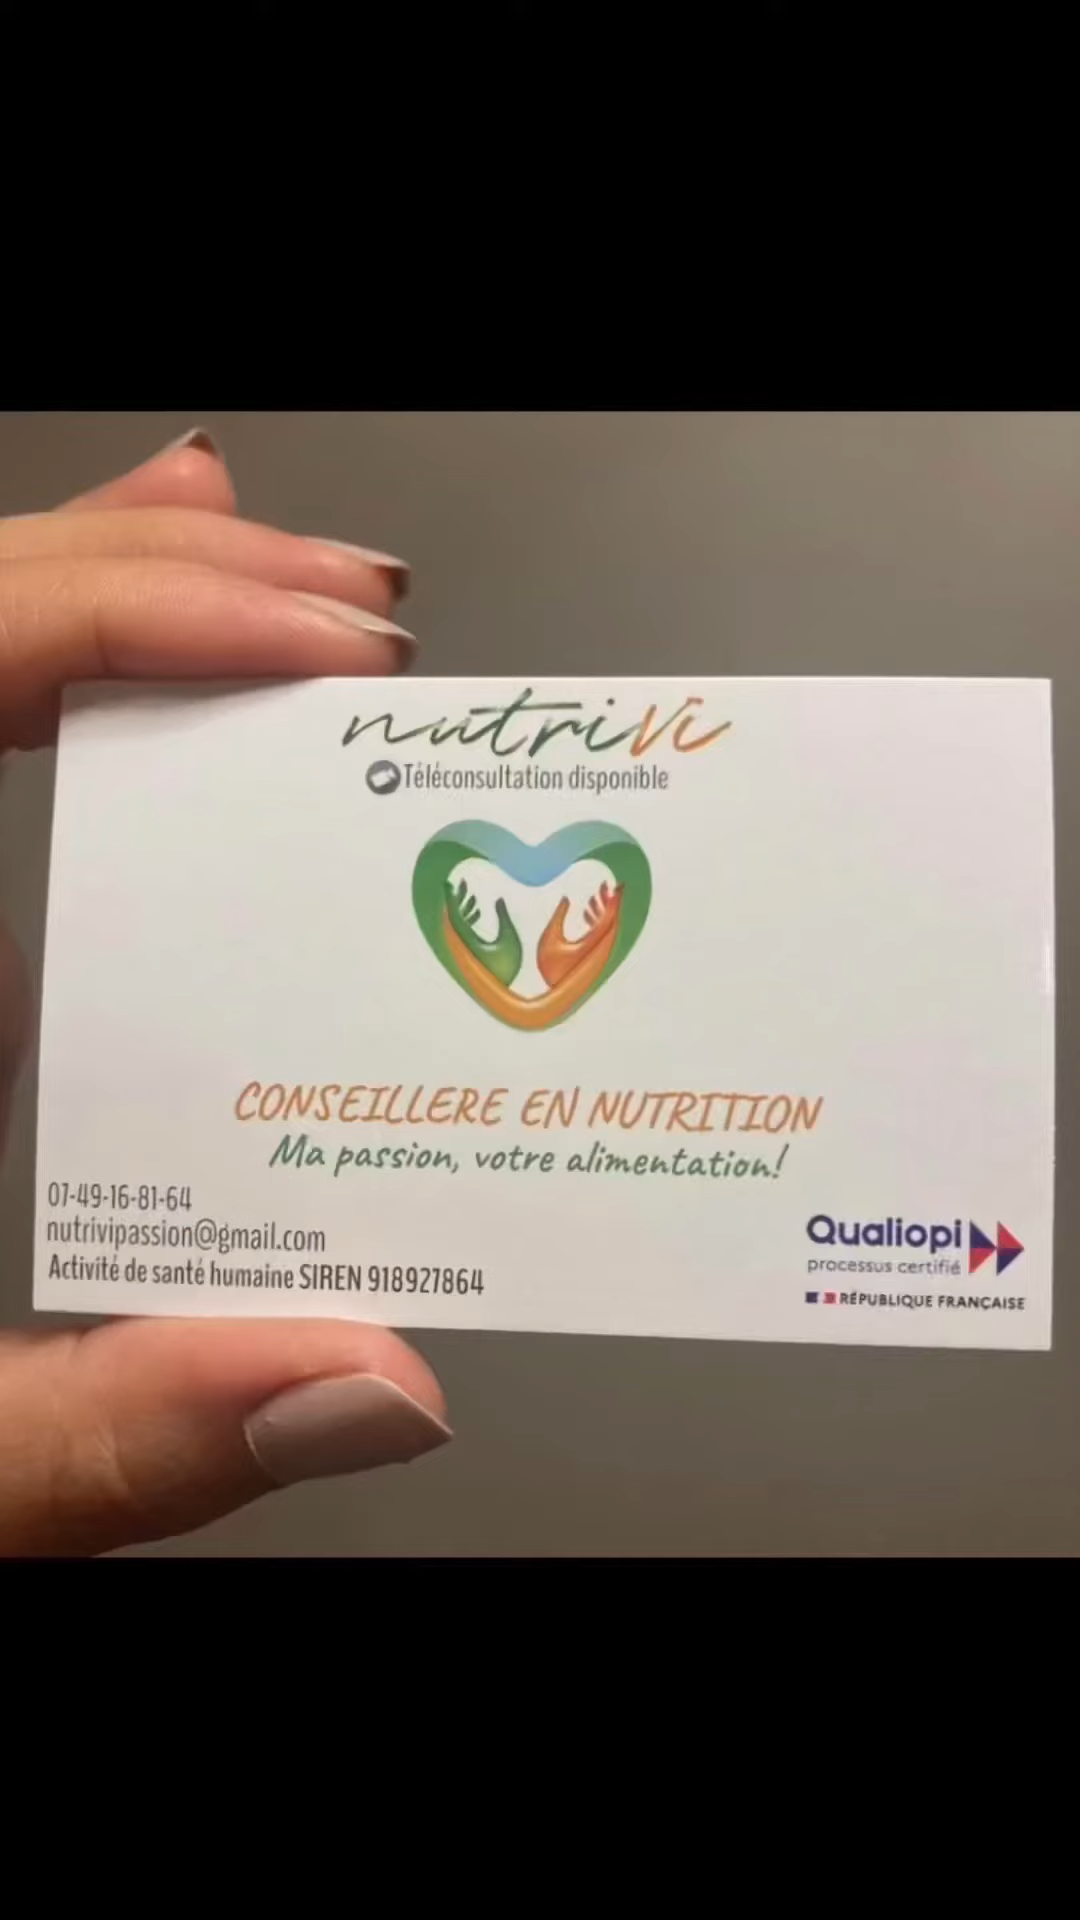 nutrivi
Téléconsultation disponible
CONSEILLERE EN NUTRITION
Ma passion, votre alimentation!
07-49-16-81-64
nutrivipassion@gmail.com
Activité de santé humaine SIREN 918927864
Qualiopi
processus certifié
RÉPUBLIQUE FRANÇAISE